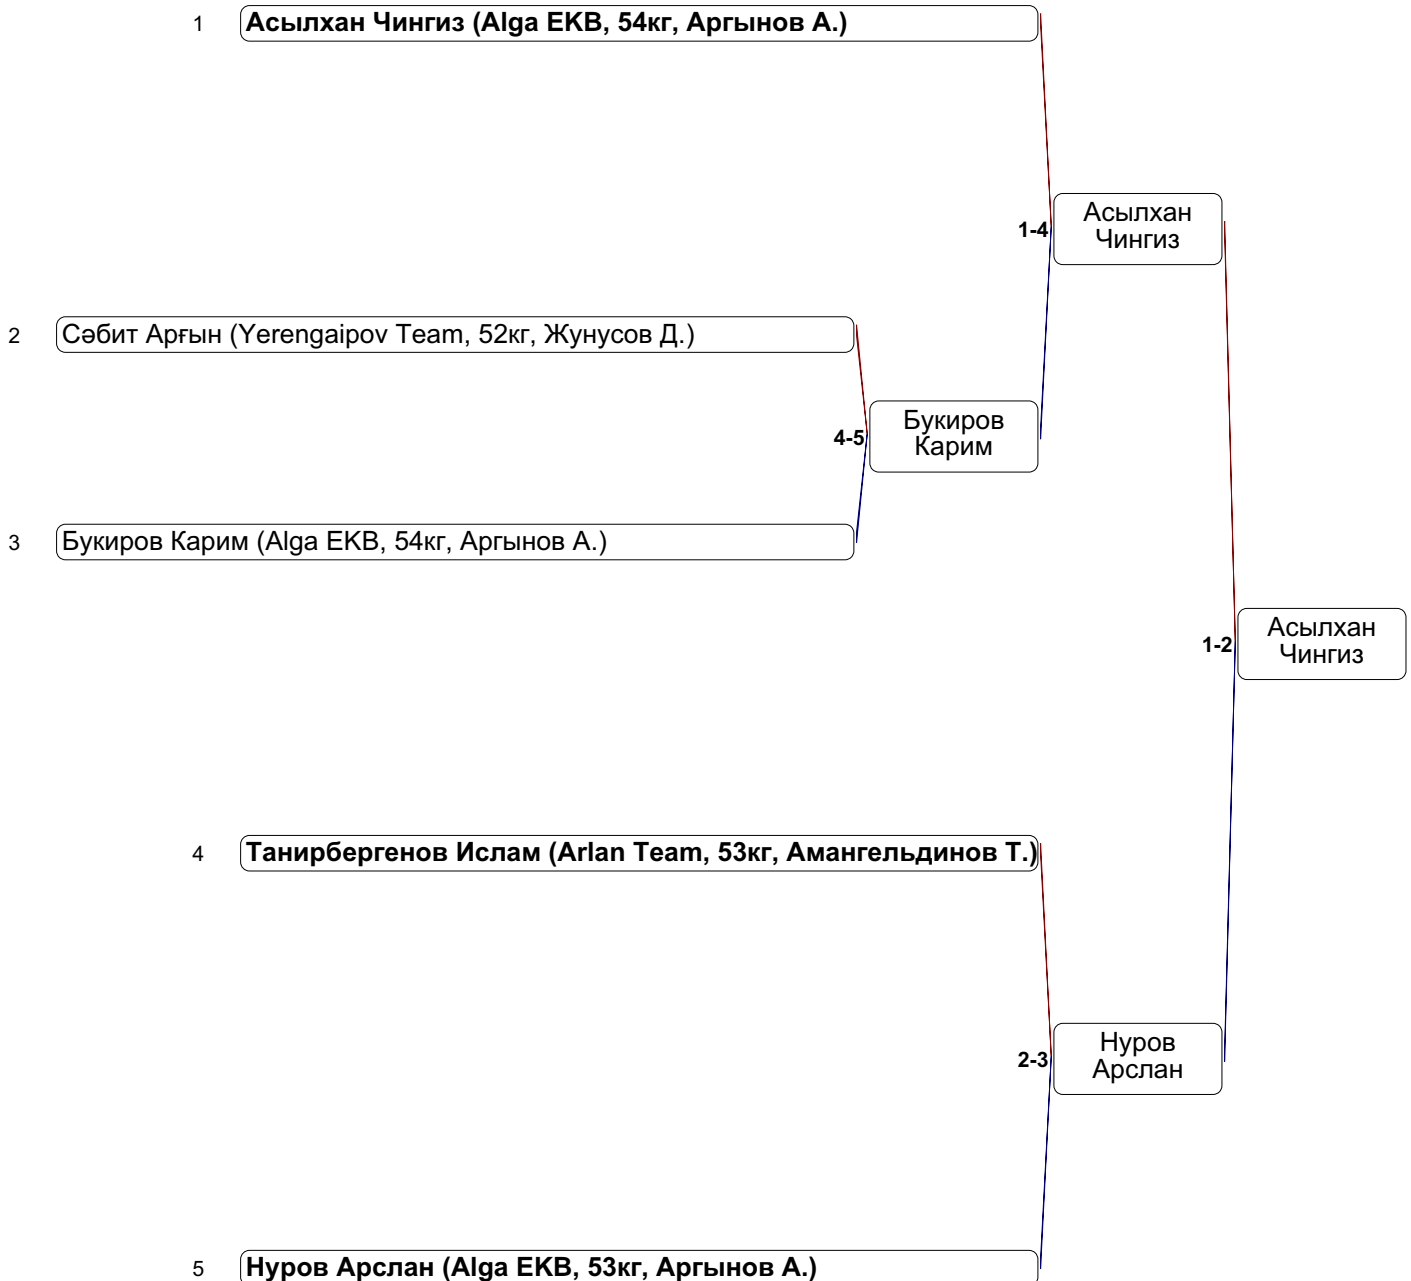 1 Асылхан Чингиз (Alga EKB, 54кг, Аргынов А.)
1-4
Асылхан
Чингиз
2 Сәбит Арғын (Yerengaipov Team, 52кг, Жунусов Д.)
4-5
Букиров
Карим
3 Букиров Карим (Alga EKB, 54кг, Аргынов А.)
1-2
Асылхан
Чингиз
4 Танирбергенов Ислам (Arlan Team, 53кг, Амангельдинов Т.)
2-3
Нуров
Арслан
5 Нуров Арслан (Alga EKB, 53кг, Аргынов А.)